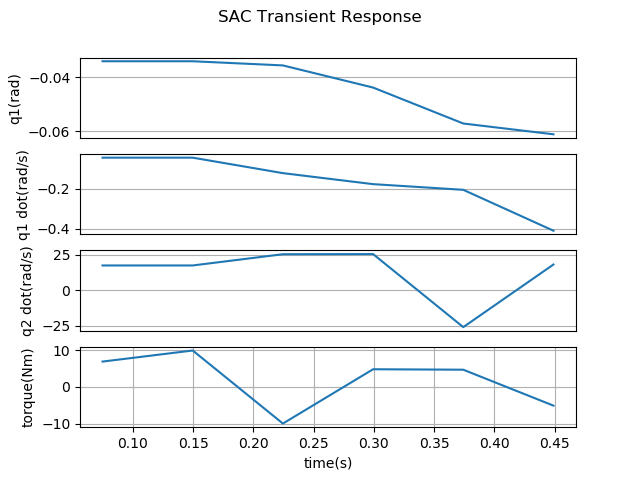 SAC Transient Response
q1(rad)
−0.04
−0.06
q1 dot(rad/s)
−0.2
−0.4
q2 dot(rad/s)
25
0
−25
torque(Nm)
10
0
−10
0.10 0.15 0.20 0.25 0.30 0.35 0.40 0.45
time(s)